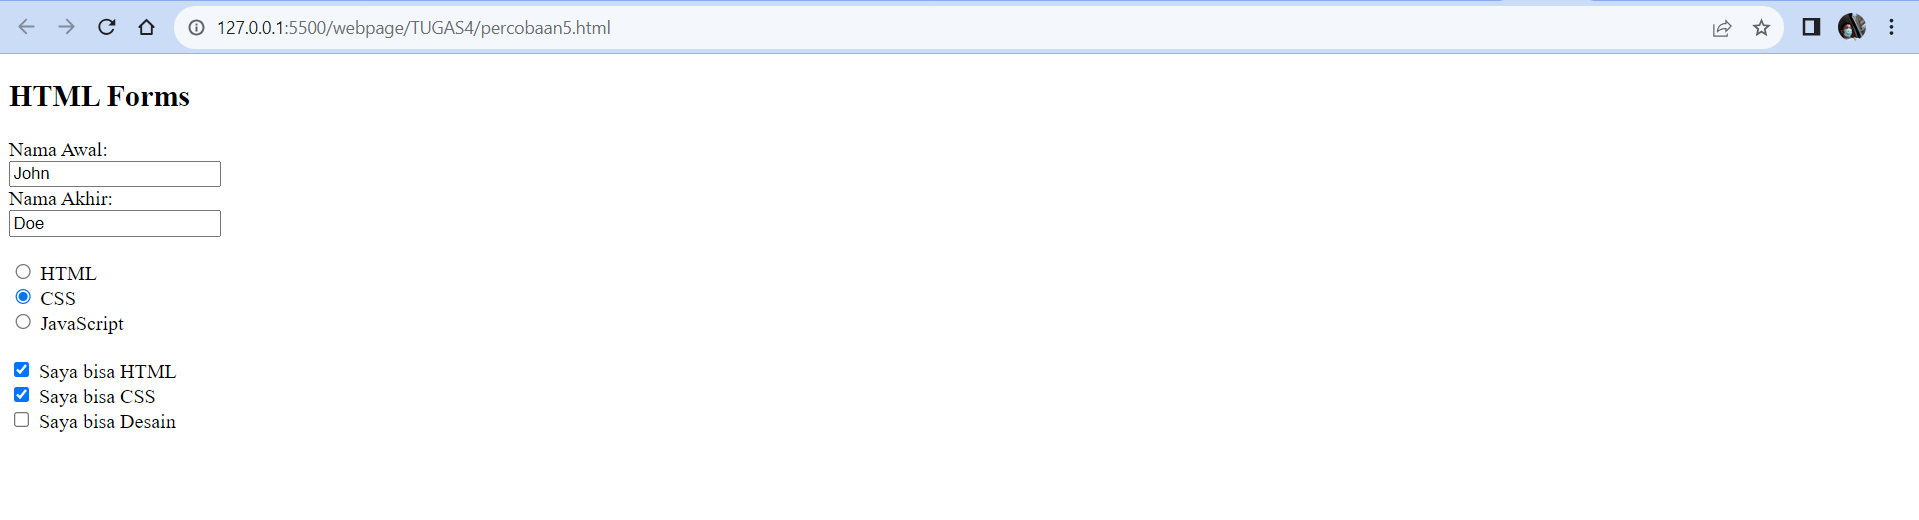 127.0.0.1:5500/webpage/TUGAS4/percobaan5.html
HTML Forms
Nama Awal:
John
Nama Akhir:
Doe
HTML
CSS
JavaScript
Saya bisa HTML
Saya bisa CSS
Saya bisa Desain